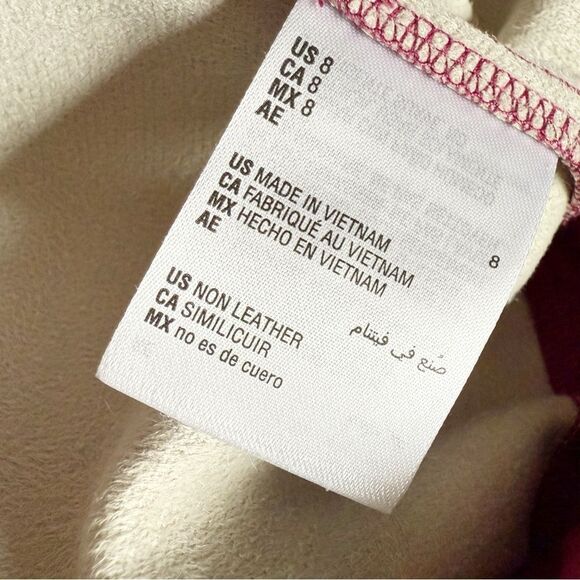 US 8
CA 8
MX 8
AE
8
US MADE IN VIETNAM
CA FABRIQUÉ AU VIETNAM
MX HECHO EN VIETNAM
AE
صُنع في فيتنام
US NON LEATHER
CA SIMILICUIR
MX no es de cuero